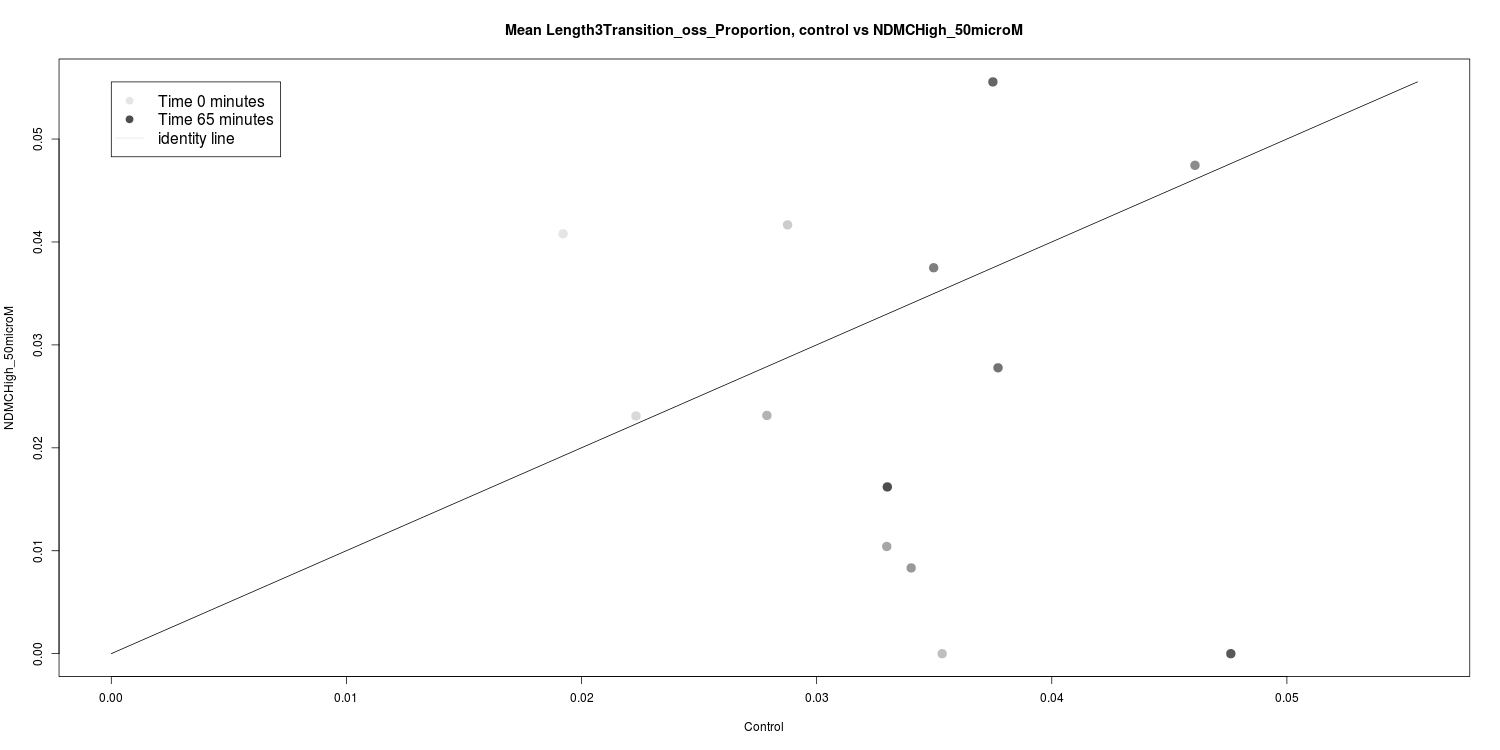 Mean Length3Transition_oss_Proportion, control vs NDMCHigh_50microM
Time 0 minutes
Time 65 minutes
identity line
NDMCHigh_50microM
0.05
0.04
0.03
0.02
0.01
0.00
0.00 0.01 0.02 0.03 0.04 0.05
Control